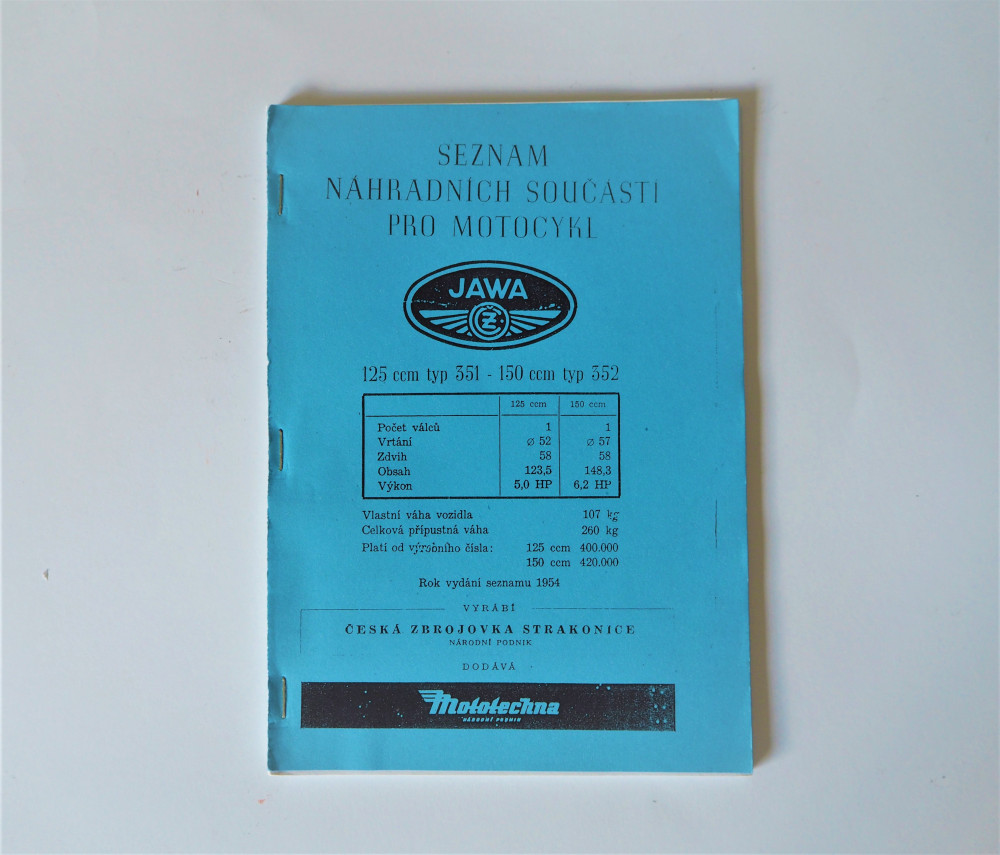 SEZNAM
NÁHRADNÍCH SOUČÁSTÍ
PRO MOTOCYKL
JAWA
ČZ
125 ccm typ 351 - 150 ccm typ 352
125 ccm 150 ccm
Počet válců 1 1
Vrtání ⌀ 52 ⌀ 57
Zdvih 58 58
Obsah 123,5 148,3
Výkon 5,0 HP 6,2 HP
Vlastní váha vozidla 107 kg
Celková přípustná váha 260 kg
Platí od výrobního čísla: 125 ccm 400.000
150 ccm 420.000
Rok vydání seznamu 1954
VYRÁBÍ
ČESKÁ ZBROJOVKA STRAKONICE
NÁRODNÍ PODNIK
DODÁVÁ
Mototechna
NÁRODNÍ PODNIK